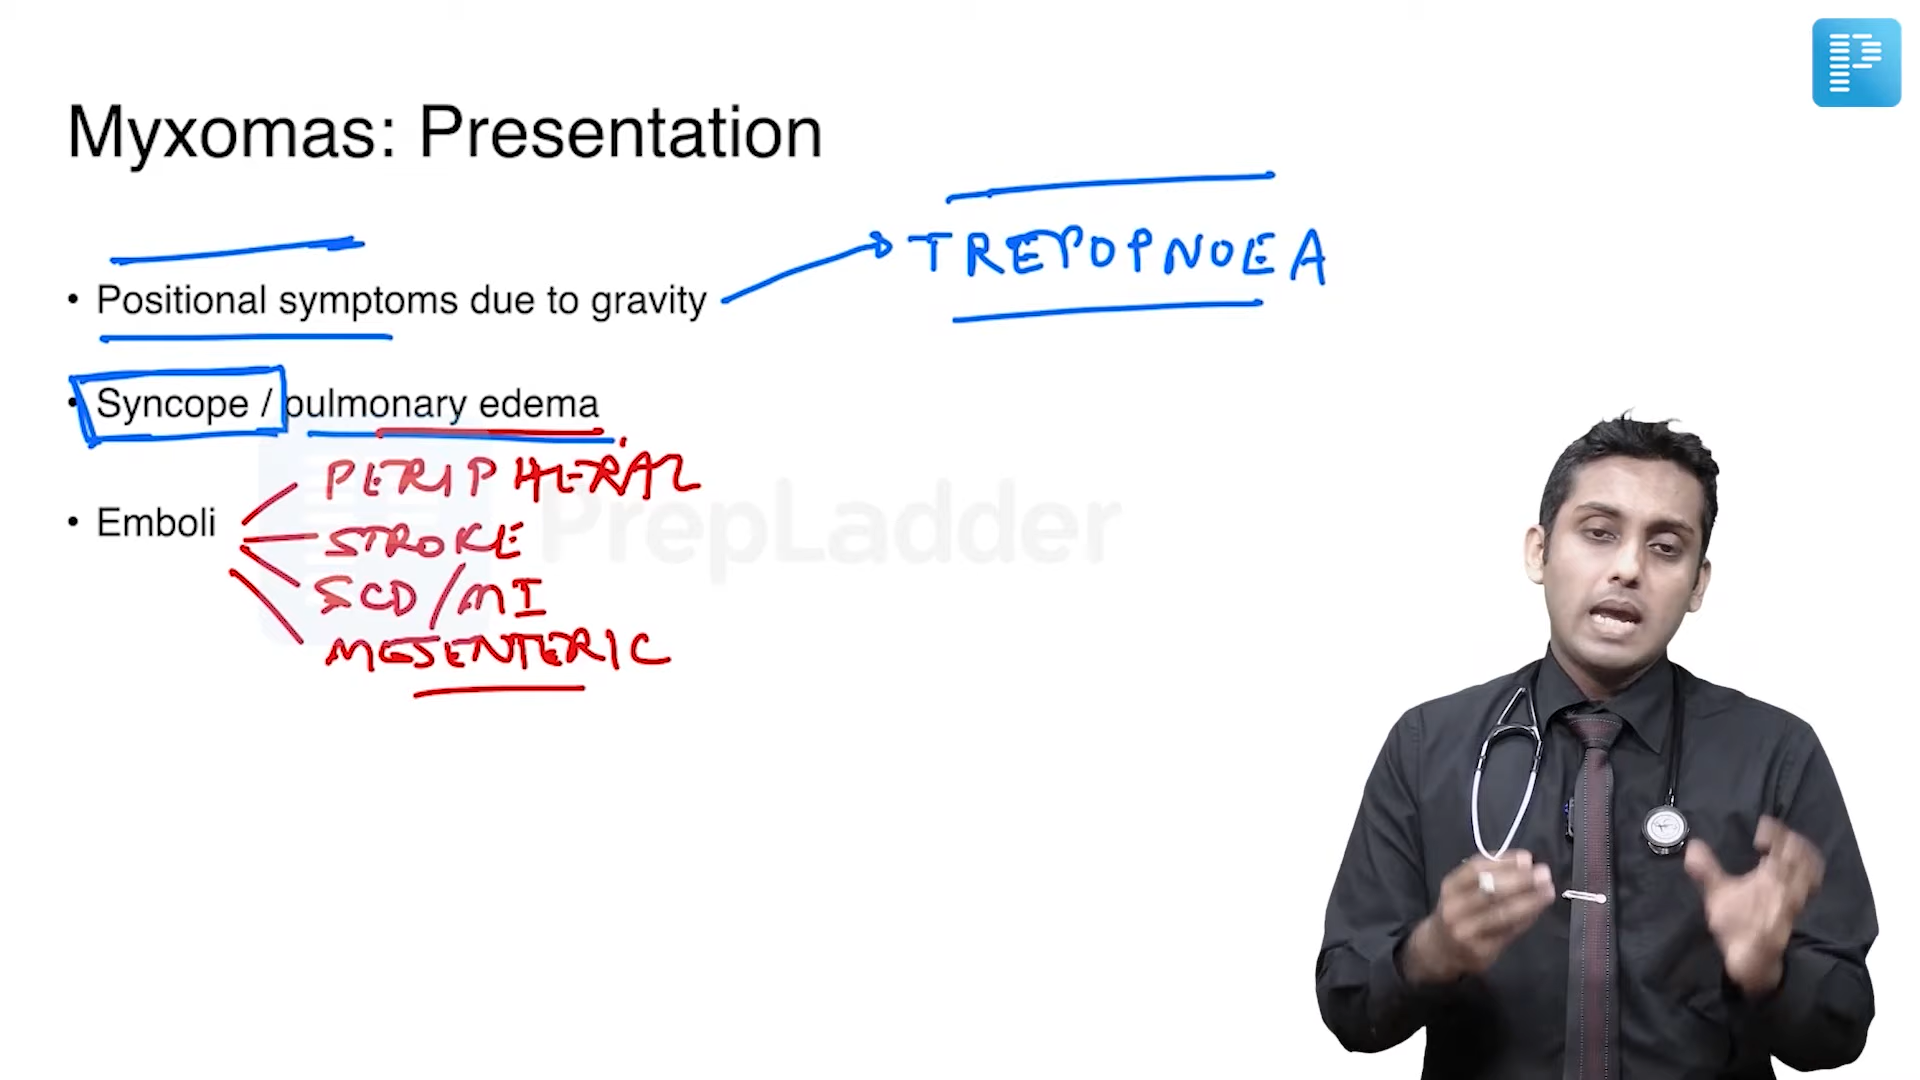 Myxomas: Presentation
• Positional symptoms due to gravity
TREPOPNOEA
• Syncope / pulmonary edema
PERIPHERAL
• Emboli
STROKE
PrepLadder
SCD/MI
MESENTERIC